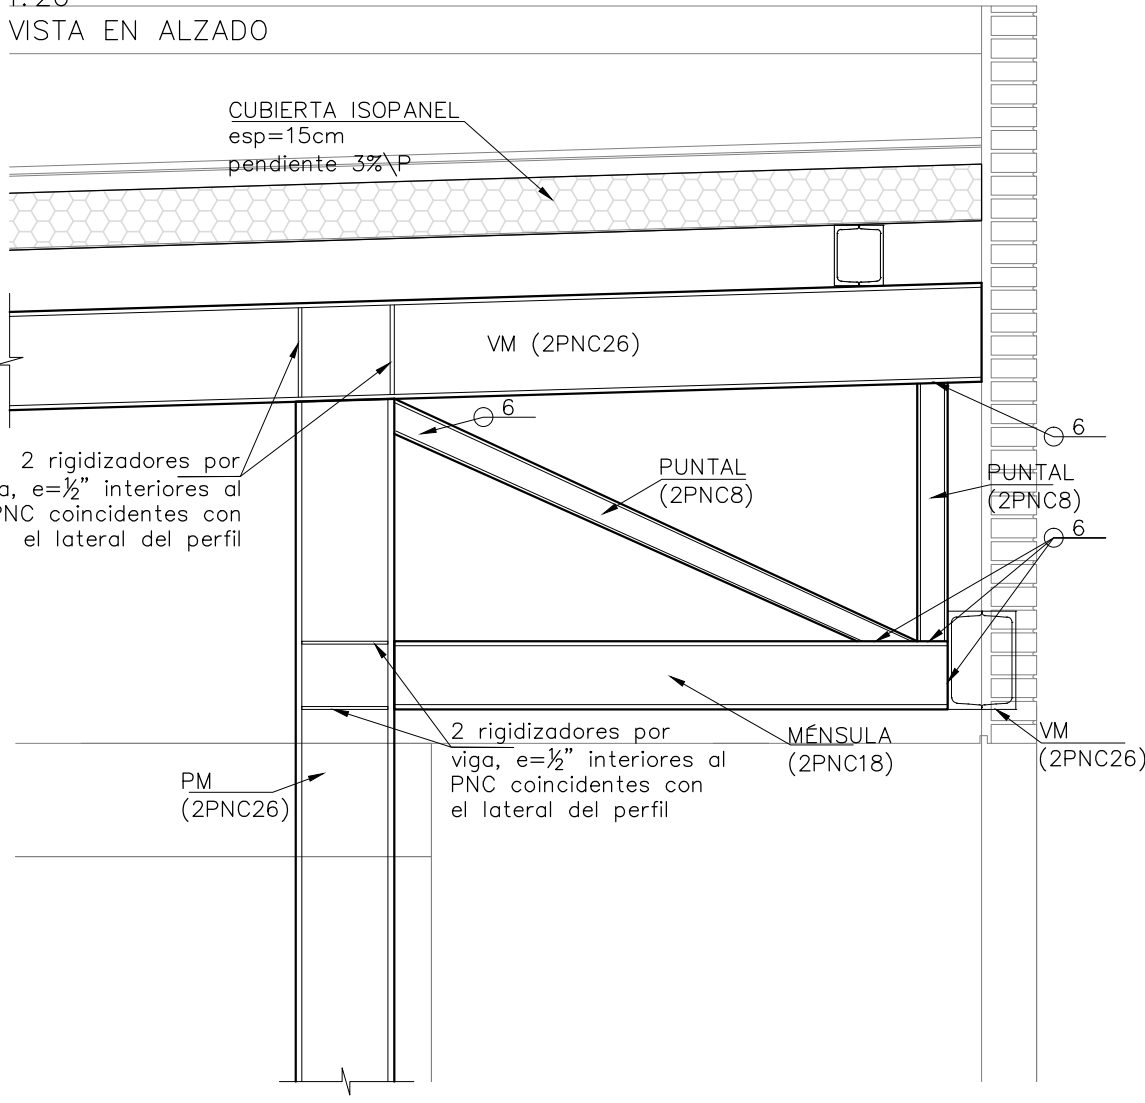 VISTA EN ALZADO
CUBIERTA ISOPANEL
esp=15cm
pendiente 3%\P
VM (2PNC26)
6
6
2 rigidizadores por
e=½” interiores al
PNC coincidentes con
el lateral del perfil
PUNTAL
(2PNC8)
PUNTAL
(2PNC8)
6
2 rigidizadores por
viga, e=½” interiores al
PNC coincidentes con
el lateral del perfil
MÉNSULA
(2PNC18)
VM
(2PNC26)
PM
(2PNC26)